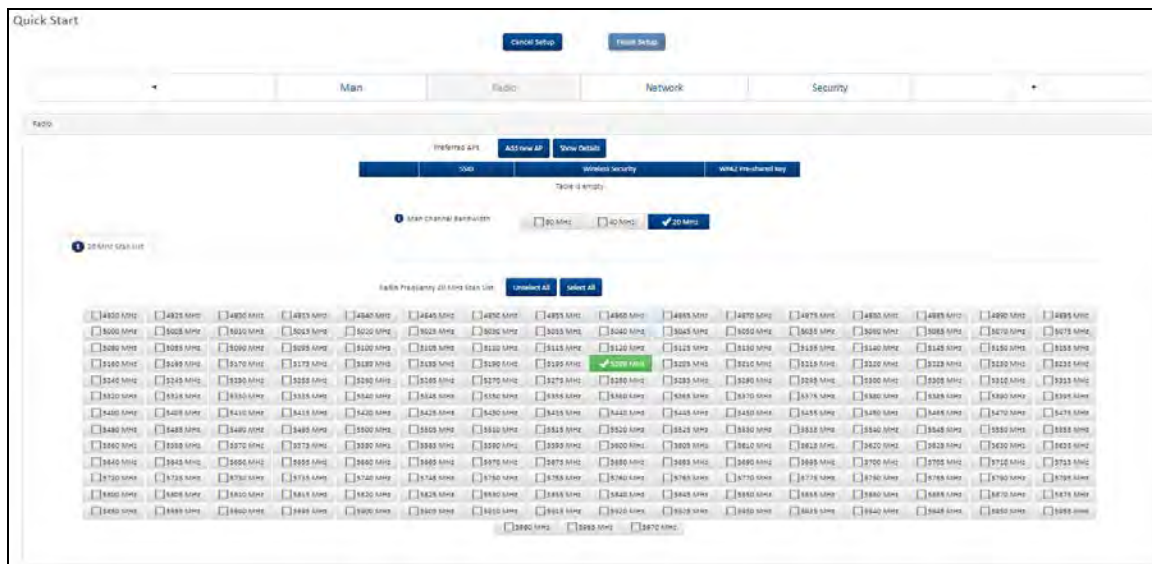 Quick Start
Cancel Setup Finish Setup
Main Radio Network Security
Radio
Preferred APs Add new AP Show Details
SSID Wireless Security WPA2 Pre-shared Key
Table is empty
Scan Channel Bandwidth 80 MHz 40 MHz 20 MHz
20 MHz Scan List
Radio Frequency 20 MHz Scan List Unselect All Select All
4920 MHz 4925 MHz 4930 MHz 4935 MHz 4940 MHz 4945 MHz 4950 MHz 4955 MHz 4960 MHz 4965 MHz 4970 MHz 4975 MHz 4980 MHz 4985 MHz 4990 MHz 4995 MHz
5000 MHz 5005 MHz 5010 MHz 5015 MHz 5020 MHz 5025 MHz 5030 MHz 5035 MHz 5040 MHz 5045 MHz 5050 MHz 5055 MHz 5060 MHz 5065 MHz 5070 MHz 5075 MHz
5080 MHz 5085 MHz 5090 MHz 5095 MHz 5100 MHz 5105 MHz 5110 MHz 5115 MHz 5120 MHz 5125 MHz 5130 MHz 5135 MHz 5140 MHz 5145 MHz 5150 MHz 5155 MHz
5160 MHz 5165 MHz 5170 MHz 5175 MHz 5180 MHz 5185 MHz 5190 MHz 5195 MHz 5200 MHz 5205 MHz 5210 MHz 5215 MHz 5220 MHz 5225 MHz 5230 MHz 5235 MHz
5240 MHz 5245 MHz 5250 MHz 5255 MHz 5260 MHz 5265 MHz 5270 MHz 5275 MHz 5280 MHz 5285 MHz 5290 MHz 5295 MHz 5300 MHz 5305 MHz 5310 MHz 5315 MHz
5320 MHz 5325 MHz 5330 MHz 5335 MHz 5340 MHz 5345 MHz 5350 MHz 5355 MHz 5360 MHz 5365 MHz 5370 MHz 5375 MHz 5380 MHz 5385 MHz 5390 MHz 5395 MHz
5400 MHz 5405 MHz 5410 MHz 5415 MHz 5420 MHz 5425 MHz 5430 MHz 5435 MHz 5440 MHz 5445 MHz 5450 MHz 5455 MHz 5460 MHz 5465 MHz 5470 MHz 5475 MHz
5480 MHz 5485 MHz 5490 MHz 5495 MHz 5500 MHz 5505 MHz 5510 MHz 5515 MHz 5520 MHz 5525 MHz 5530 MHz 5535 MHz 5540 MHz 5545 MHz 5550 MHz 5555 MHz
5560 MHz 5565 MHz 5570 MHz 5575 MHz 5580 MHz 5585 MHz 5590 MHz 5595 MHz 5600 MHz 5605 MHz 5610 MHz 5615 MHz 5620 MHz 5625 MHz 5630 MHz 5635 MHz
5640 MHz 5645 MHz 5650 MHz 5655 MHz 5660 MHz 5665 MHz 5670 MHz 5675 MHz 5680 MHz 5685 MHz 5690 MHz 5695 MHz 5700 MHz 5705 MHz 5710 MHz 5715 MHz
5720 MHz 5725 MHz 5730 MHz 5735 MHz 5740 MHz 5745 MHz 5750 MHz 5755 MHz 5760 MHz 5765 MHz 5770 MHz 5775 MHz 5780 MHz 5785 MHz 5790 MHz 5795 MHz
5800 MHz 5805 MHz 5810 MHz 5815 MHz 5820 MHz 5825 MHz 5830 MHz 5835 MHz 5840 MHz 5845 MHz 5850 MHz 5855 MHz 5860 MHz 5865 MHz 5870 MHz 5875 MHz
5880 MHz 5885 MHz 5890 MHz 5895 MHz 5900 MHz 5905 MHz 5910 MHz 5915 MHz 5920 MHz 5925 MHz 5930 MHz 5935 MHz 5940 MHz 5945 MHz 5950 MHz 5955 MHz
5960 MHz 5965 MHz 5970 MHz